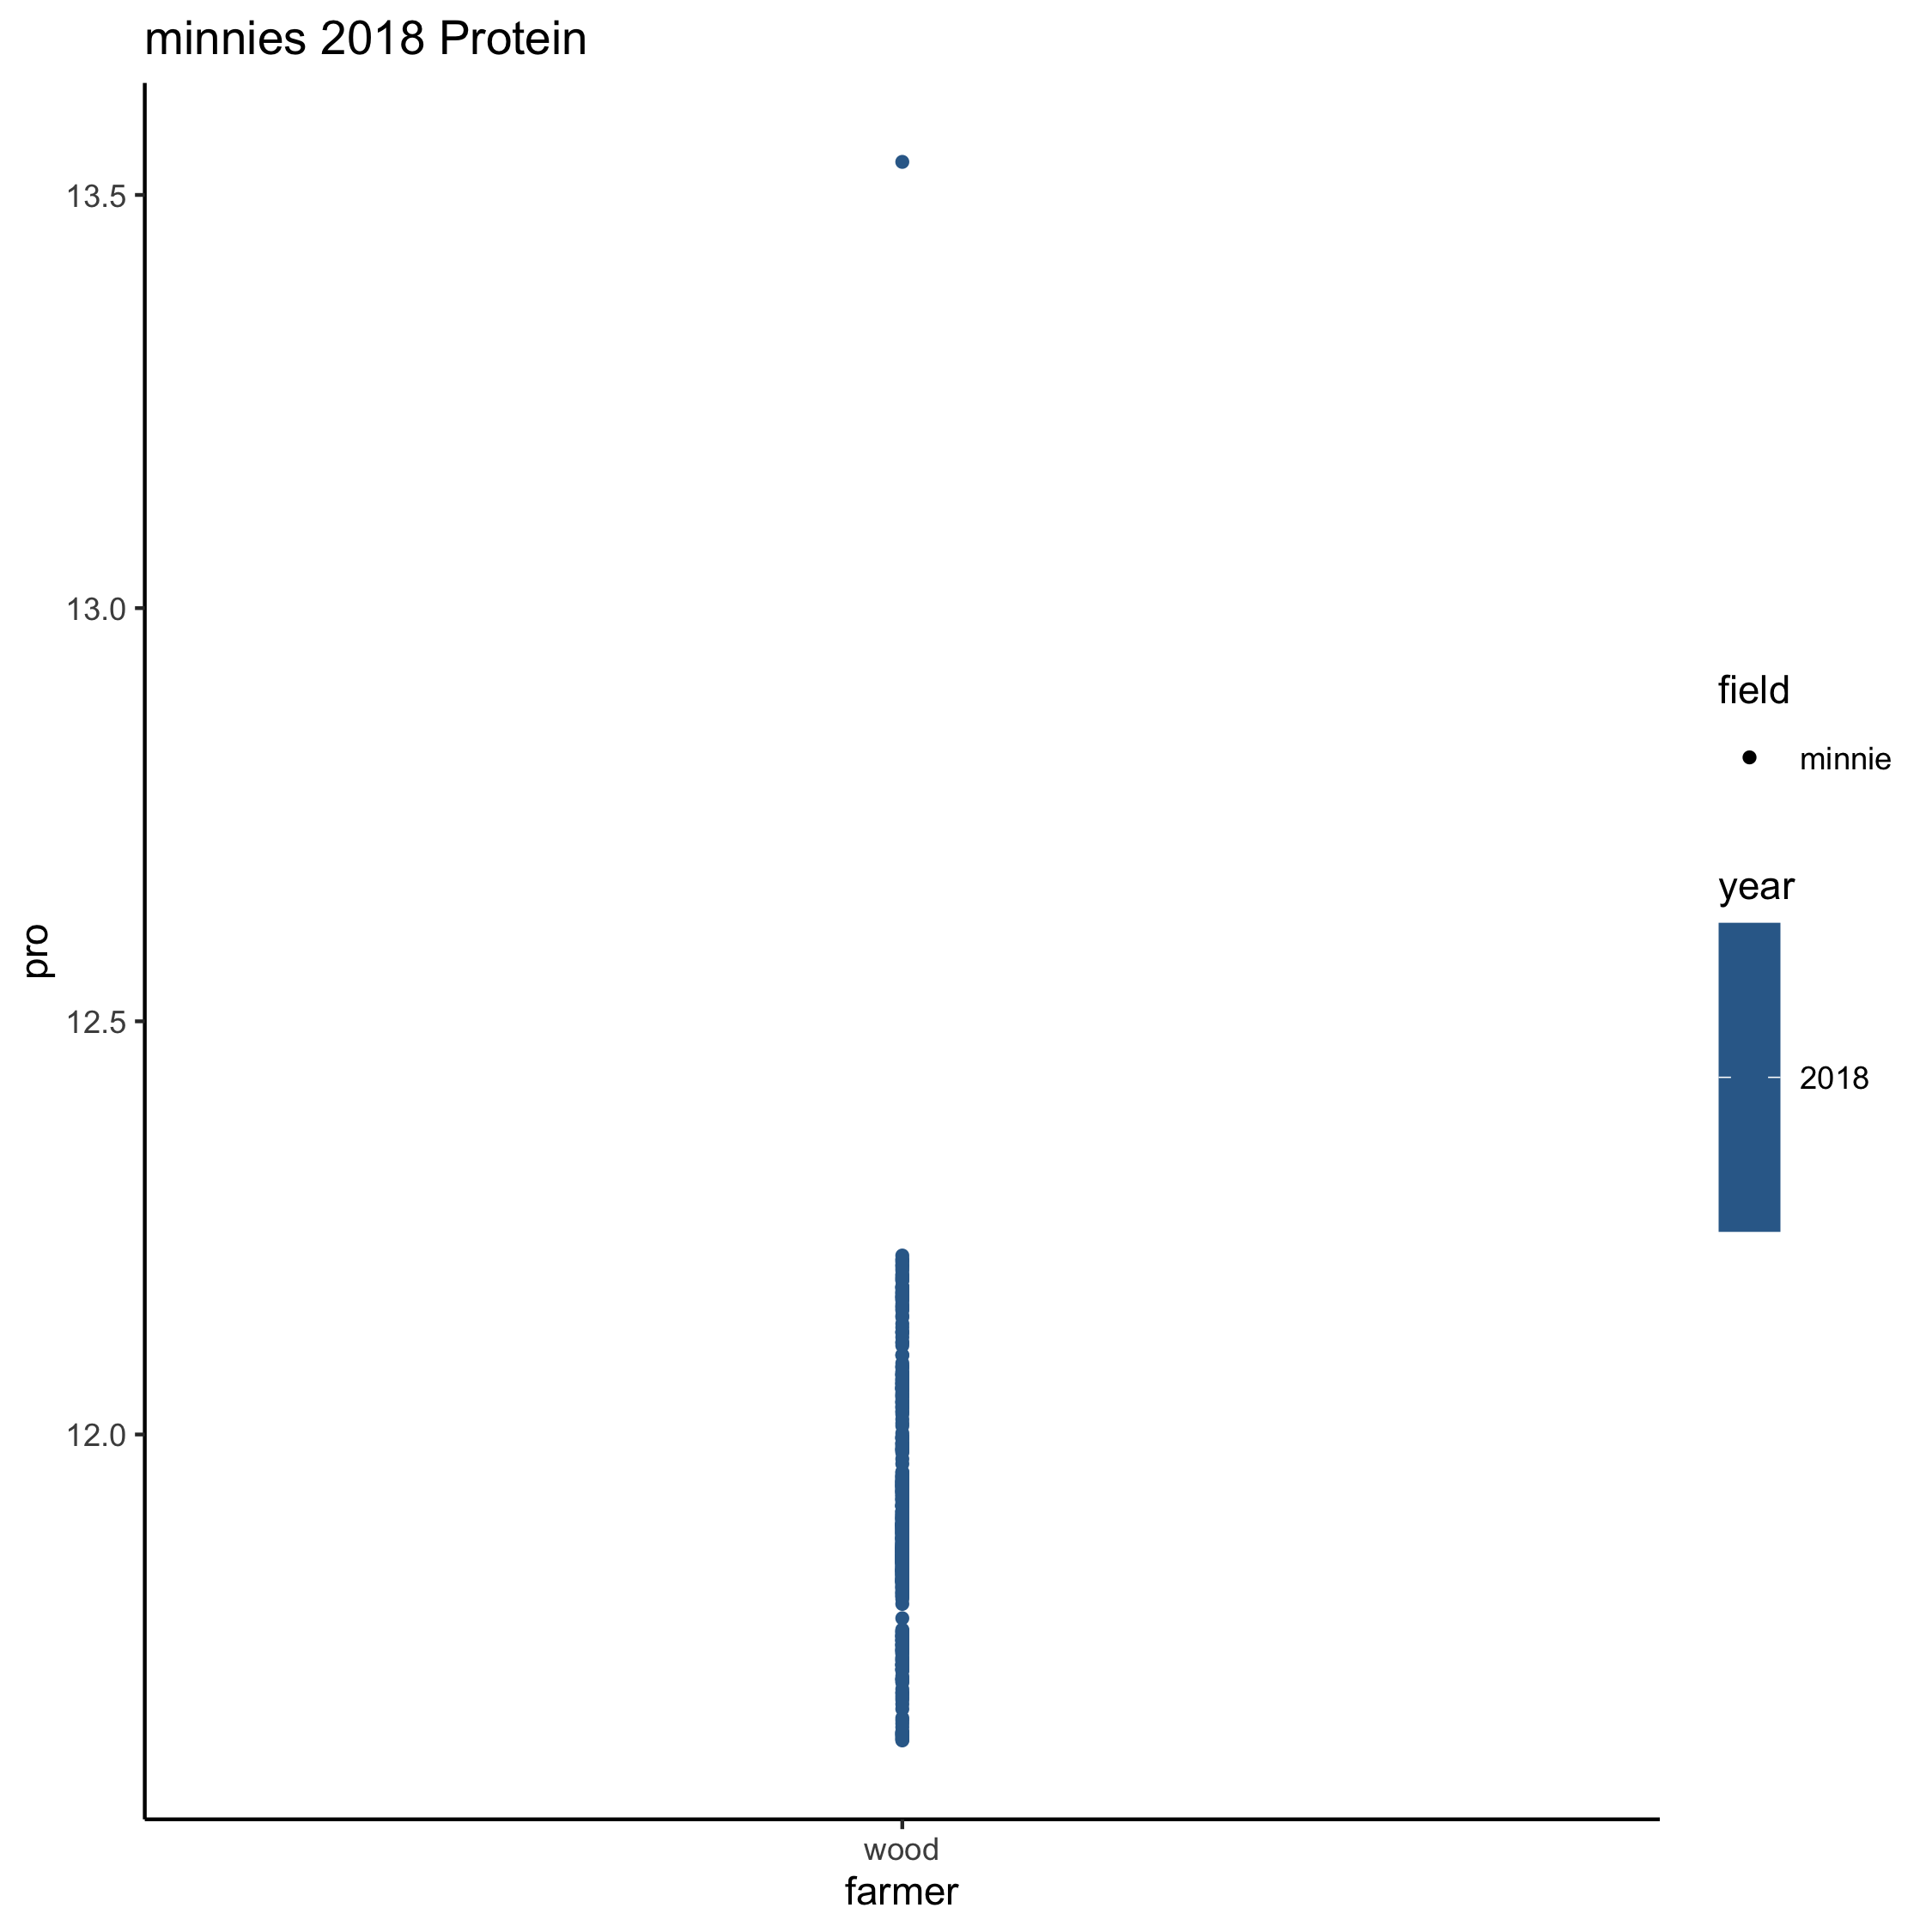 minnies 2018 Protein
13.5
13.0
12.5
12.0
pro
wood
farmer
field
minnie
year
2018